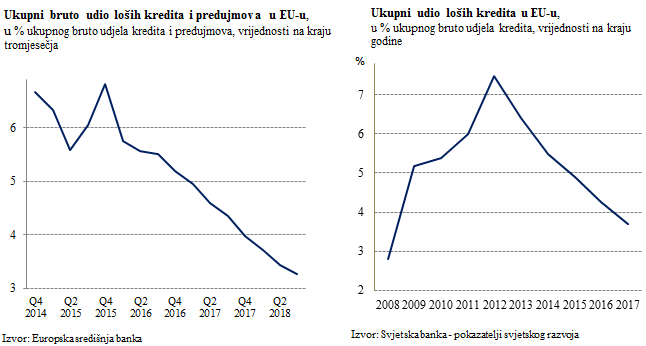 Ukupni bruto udio loših kredita i predujmova u EU-u,
u % ukupnog bruto udjela kredita i predujmova, vrijednosti na kraju
tromjesečja
6
5
4
3
Q4 Q2 Q4 Q2 Q4 Q2 Q4 Q2
2014 2015 2015 2016 2016 2017 2017 2018
Izvor: Europska središnja banka
Ukupni udio loših kredita u EU-u,
u % ukupnog bruto udjela kredita, vrijednosti na kraju
godine
%
7
6
5
4
3
2
2008 2009 2010 2011 2012 2013 2014 2015 2016 2017
Izvor: Svjetska banka - pokazatelji svjetskog razvoja